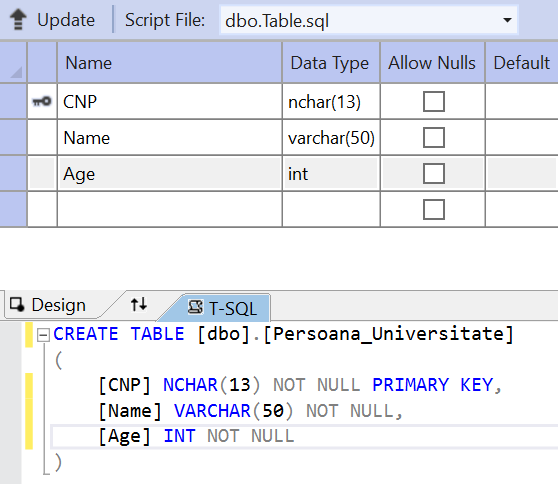 Update Script File: dbo.Table.sql
Name Data Type Allow Nulls Default
CNP nchar(13)
Name varchar(50)
Age int
Design T-SQL
CREATE TABLE [dbo].[Persoana_Universitate]
(
[CNP] NCHAR(13) NOT NULL PRIMARY KEY,
[Name] VARCHAR(50) NOT NULL,
[Age] INT NOT NULL
)